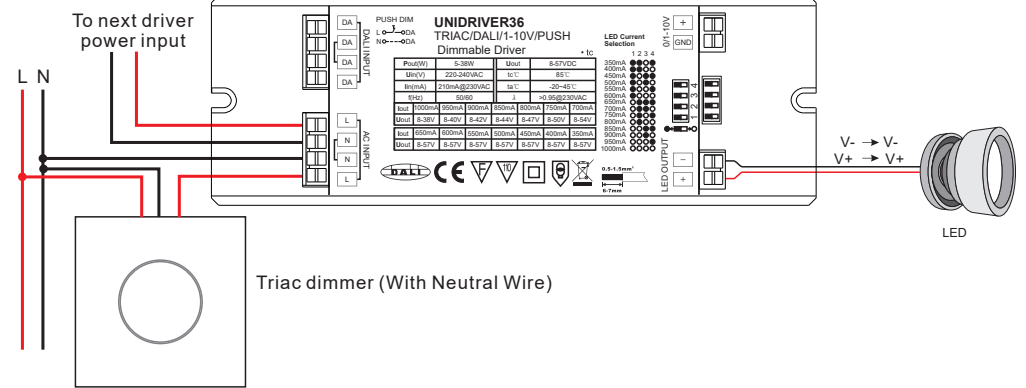 To next driver
power input
L N
DA
DA
DA
DA
DALI INPUT
PUSH DIM
L DA
N DA
L
N
N
L
AC INPUT
UNIDRIVER36
TRIAC/DALI/1-10V/PUSH
Dimmable Driver
• tc
Pout(W) 5-38W Uout 8-57VDC
Uin(V) 220-240VAC tc℃ 85℃
Iin(mA) 210mA@230VAC ta℃ -20~45℃
f(Hz) 50/60 λ >0.95@230VAC
Iout 1000mA 950mA 900mA 850mA 800mA 750mA 700mA
Uout 8-38V 8-40V 8-42V 8-44V 8-47V 8-50V 8-54V
Iout 650mA 600mA 550mA 500mA 450mA 400mA 350mA
Uout 8-57V 8-57V 8-57V 8-57V 8-57V 8-57V 8-57V
DALI
CE
F
110
0.5-1.5mm²
6-7mm
LED Current
Selection
1 2 3 4
350mA
400mA
450mA
500mA
550mA
600mA
650mA
700mA
750mA
800mA
850mA
900mA
950mA
1000mA
1 2 3 4
0/1-10V
+
GND
LED OUTPUT
−
+
V- → V-
V+ → V+
LED
Triac dimmer (With Neutral Wire)